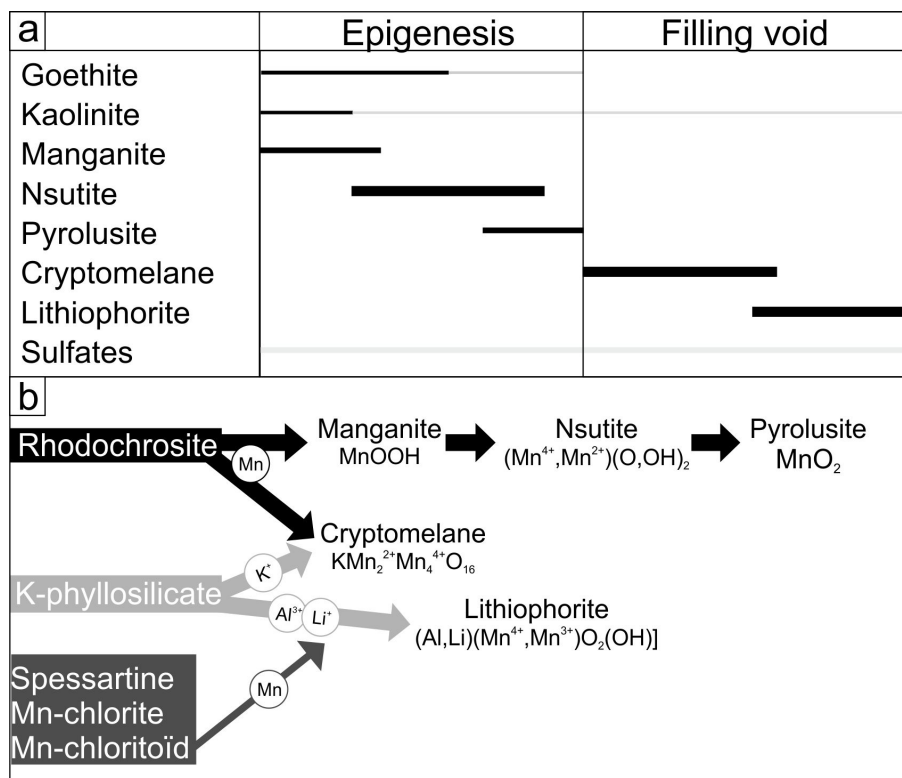 a
Epigenesis
Filling void
Goethite
Kaolinite
Manganite
Nsutite
Pyrolusite
Cryptomelane
Lithiophorite
Sulfates
b
Rhodochrosite
Mn
Manganite
MnOOH
Nsutite
(Mn⁴⁺,Mn²⁺)(O,OH)₂
Pyrolusite
MnO₂
Cryptomelane
KMn₂²⁺Mn₄⁴⁺O₁₆
K-phyllosilicate
K⁺
Al³⁺
Li⁺
Lithiophorite
(Al,Li)(Mn⁴⁺,Mn³⁺)O₂(OH)]
Spessartine
Mn-chlorite
Mn-chloritoïd
Mn